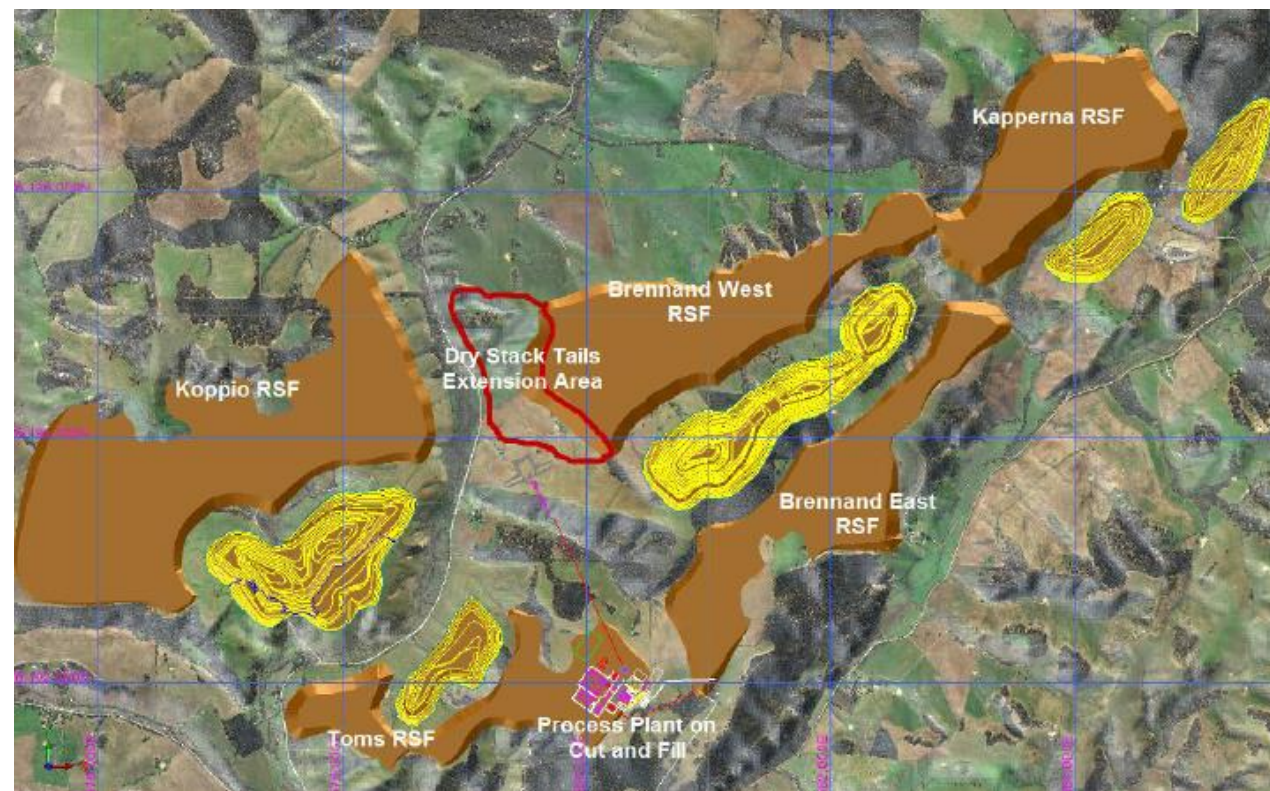 Kapperna RSF
Brennand West
RSF
Dry Stack Tails
Extension Area
Koppio RSF
Brennand East
RSF
Process Plant on
Cut and Fill
Toms RSF